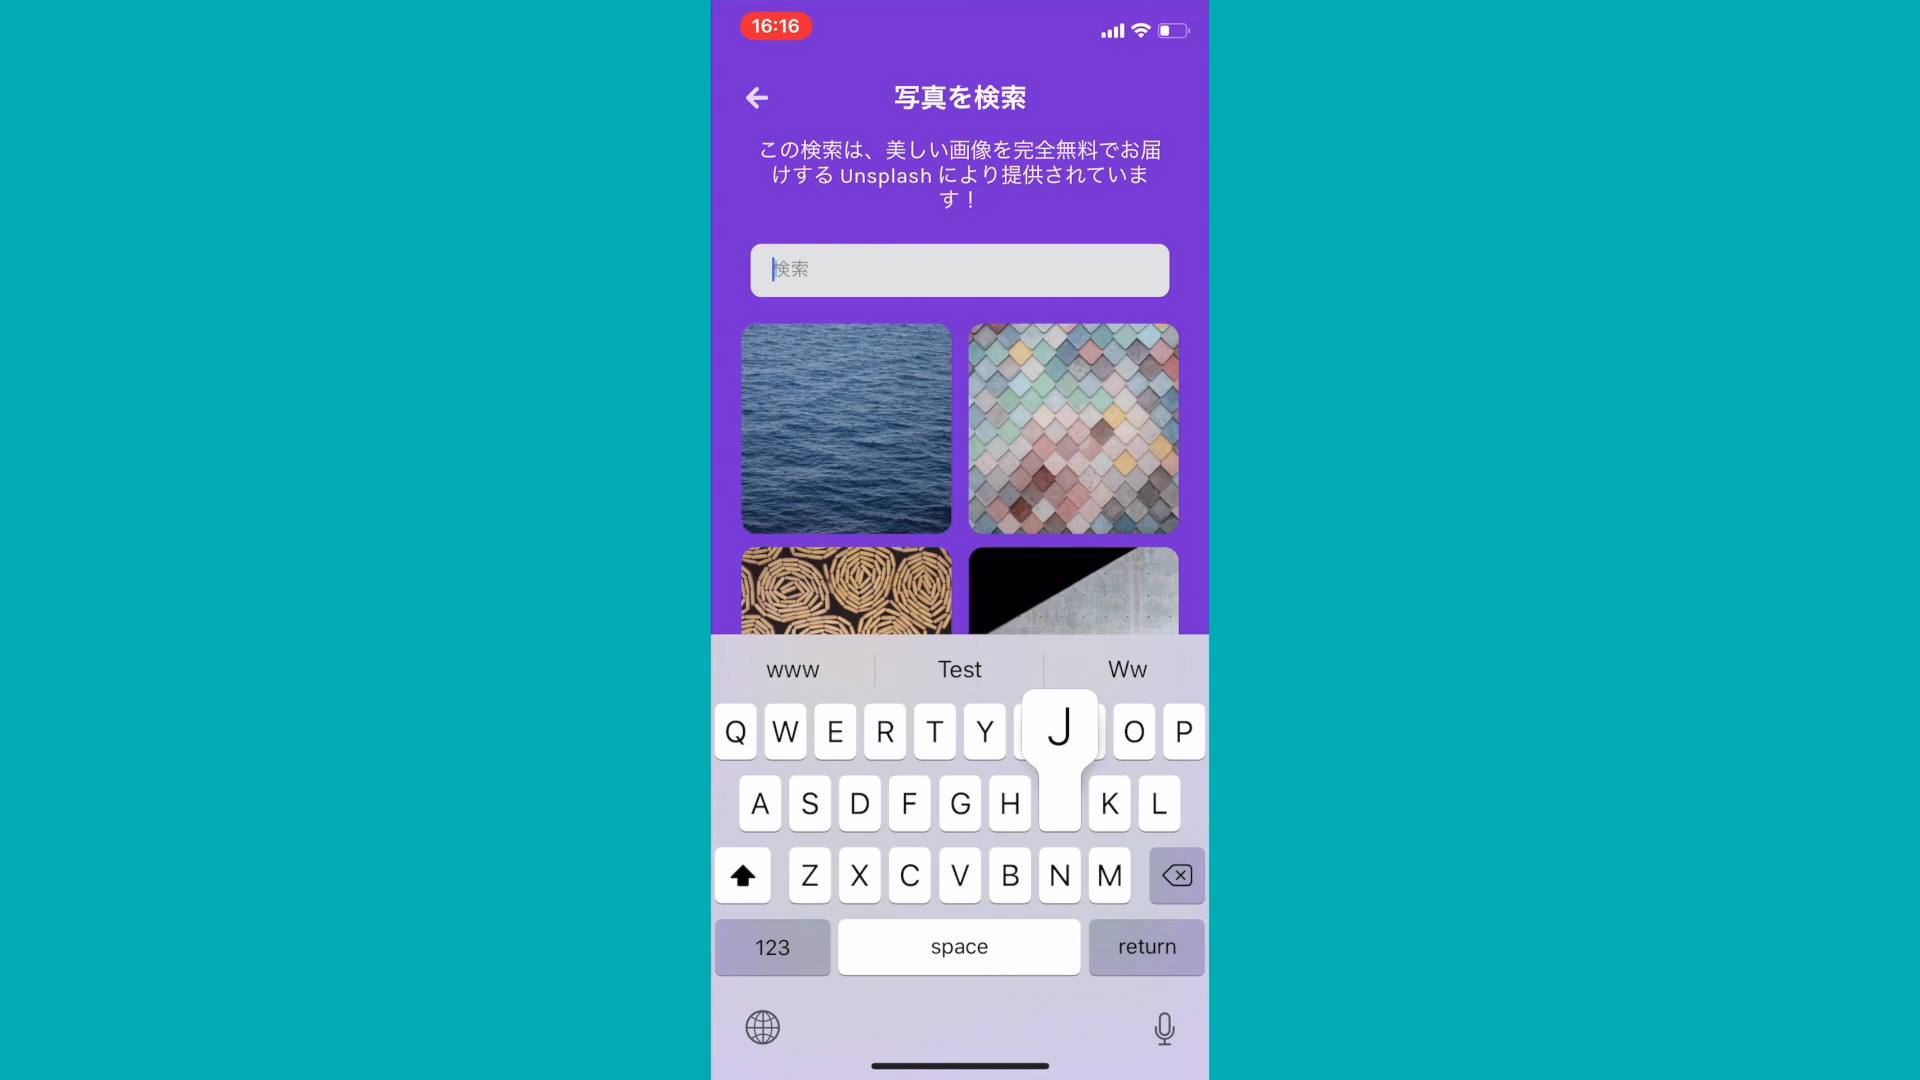 16:16
写真を検索
この検索は、美しい画像を完全無料でお届
けする Unsplash により提供されていま
す！
検索
www Test Ww
Q W E R T Y J O P
A S D F G H K L
Z X C V B N M
123 space return